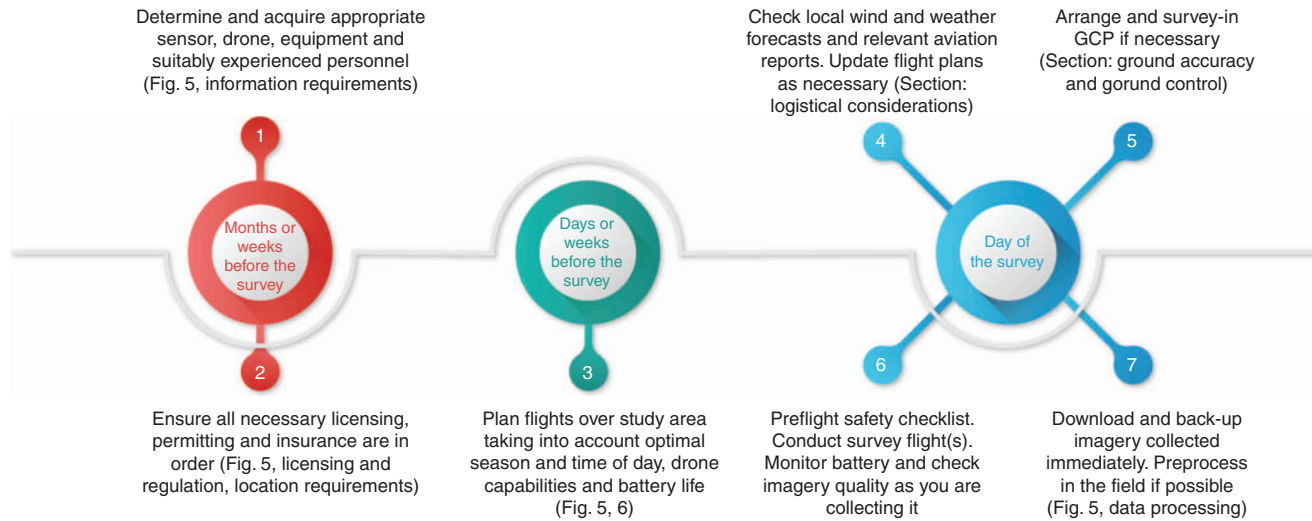 Determine and acquire appropriate
sensor, drone, equipment and
suitably experienced personnel
(Fig. 5, information requirements)
1
Months or
weeks
before the
survey
2
Ensure all necessary licensing,
permitting and insurance are in
order (Fig. 5, licensing and
regulation, location requirements)
Days or
weeks
before the
survey
3
Plan flights over study area
taking into account optimal
season and time of day, drone
capabilities and battery life
(Fig. 5, 6)
Check local wind and weather
forecasts and relevant aviation
reports. Update flight plans
as necessary (Section:
logistical considerations)
4
Arrange and survey-in
GCP if necessary
(Section: ground accuracy
and gorund control)
5
Day of
the survey
6
Preflight safety checklist.
Conduct survey flight(s).
Monitor battery and check
imagery quality as you are
collecting it
7
Download and back-up
imagery collected
immediately. Preprocess
in the field if possible
(Fig. 5, data processing)